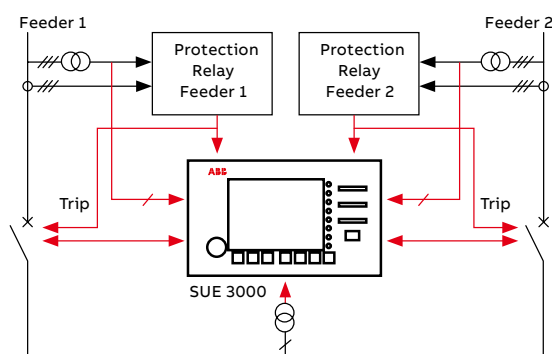 Feeder 1
Feeder 2
Protection
Relay
Feeder 1
Protection
Relay
Feeder 2
ABB
Trip
Trip
SUE 3000